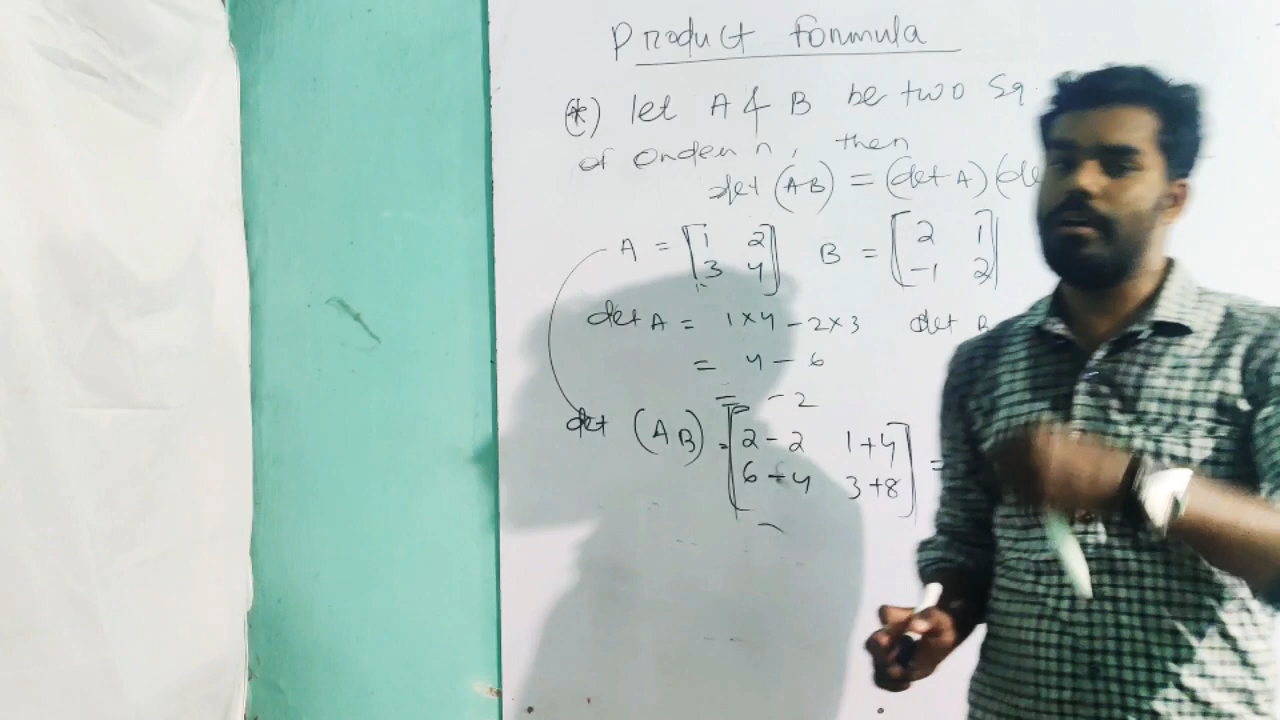 Product formula
(*) let A & B be two Sq.
of order n, then
det (AB) = (det A) (de
A = [1 2 B = [2 1
3 4] -1 2]
det A = 1×4 - 2×3 det B
= 4 - 6
= -2
det (AB) = [2-2 1+4
6-4 3+8] =